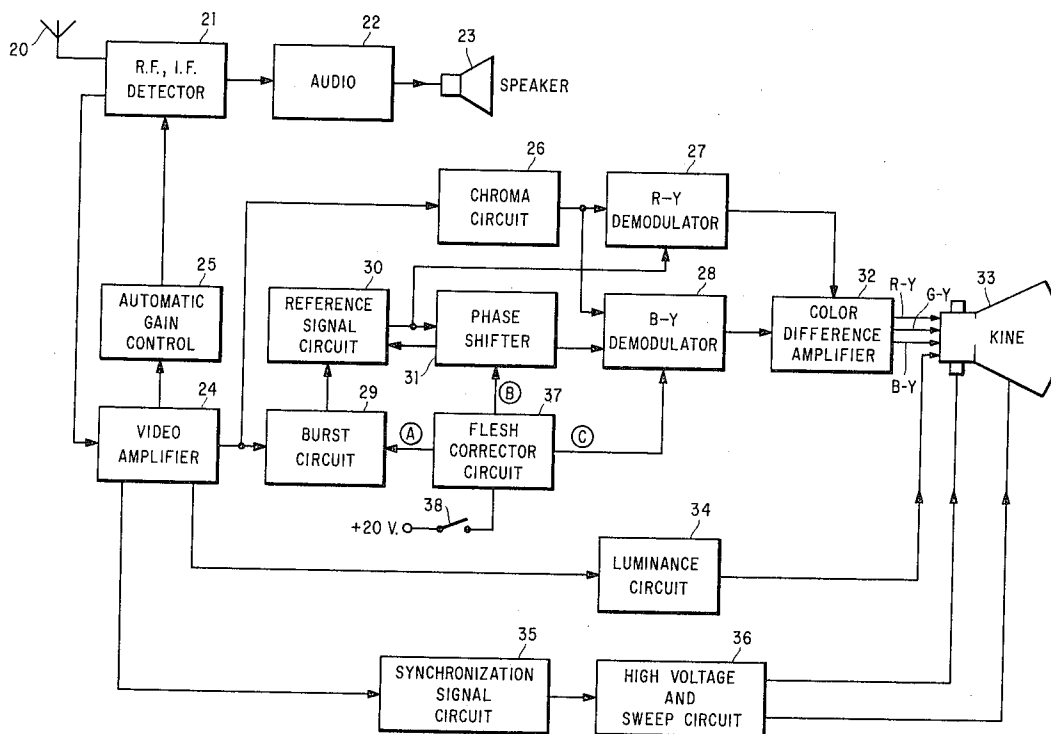 20
21
R.F., I.F.
DETECTOR
22
AUDIO
23
SPEAKER
26
CHROMA
CIRCUIT
27
R-Y
DEMODULATOR
25
AUTOMATIC
GAIN
CONTROL
30
REFERENCE
SIGNAL
CIRCUIT
31
PHASE
SHIFTER
28
B-Y
DEMODULATOR
32
COLOR
DIFFERENCE
AMPLIFIER
R-Y
G-Y
B-Y
33
KINE
24
VIDEO
AMPLIFIER
29
BURST
CIRCUIT
A
B
37
FLESH
CORRECTOR
CIRCUIT
C
38
+20 V.
34
LUMINANCE
CIRCUIT
35
SYNCHRONIZATION
SIGNAL
CIRCUIT
36
HIGH VOLTAGE
AND
SWEEP CIRCUIT